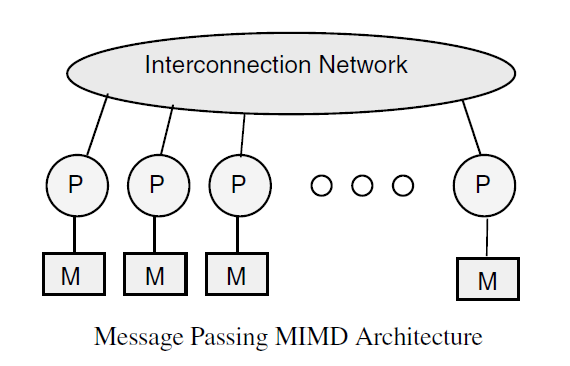 Interconnection Network
P P P P
M M M M
Message Passing MIMD Architecture